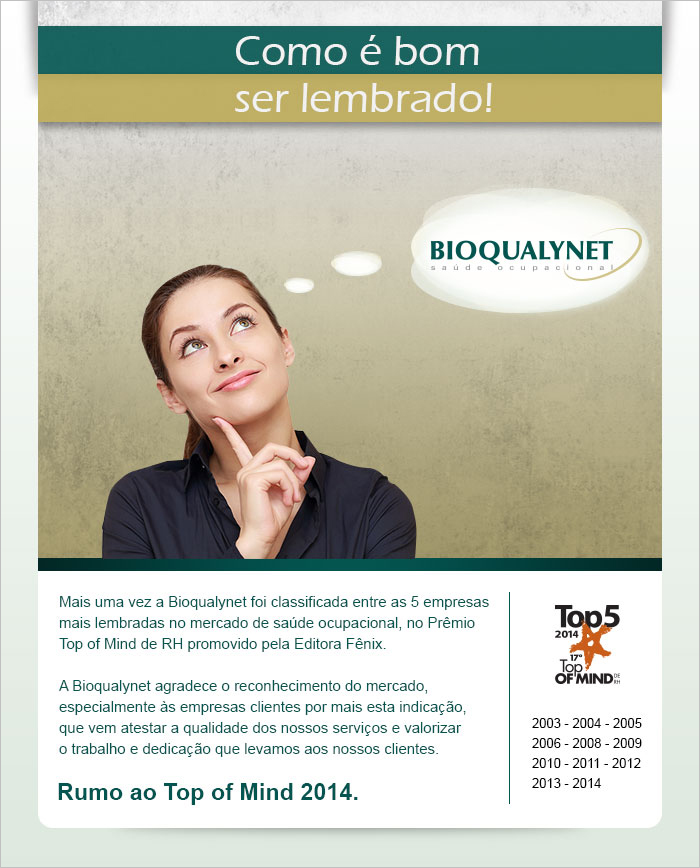 Como é bom
ser lembrado!
BIOQUALYNET
saúde ocupacional
Mais uma vez a Bioqualynet foi classificada entre as 5 empresas
mais lembradas no mercado de saúde ocupacional, no Prêmio
Top of Mind de RH promovido pela Editora Fênix.
A Bioqualynet agradece o reconhecimento do mercado,
especialmente às empresas clientes por mais esta indicação,
que vem atestar a qualidade dos nossos serviços e valorizar
o trabalho e dedicação que levamos aos nossos clientes.
Rumo ao Top of Mind 2014.
Top5
2014
17º
Top
OF MIND DE RH
2003 - 2004 - 2005
2006 - 2008 - 2009
2010 - 2011 - 2012
2013 - 2014